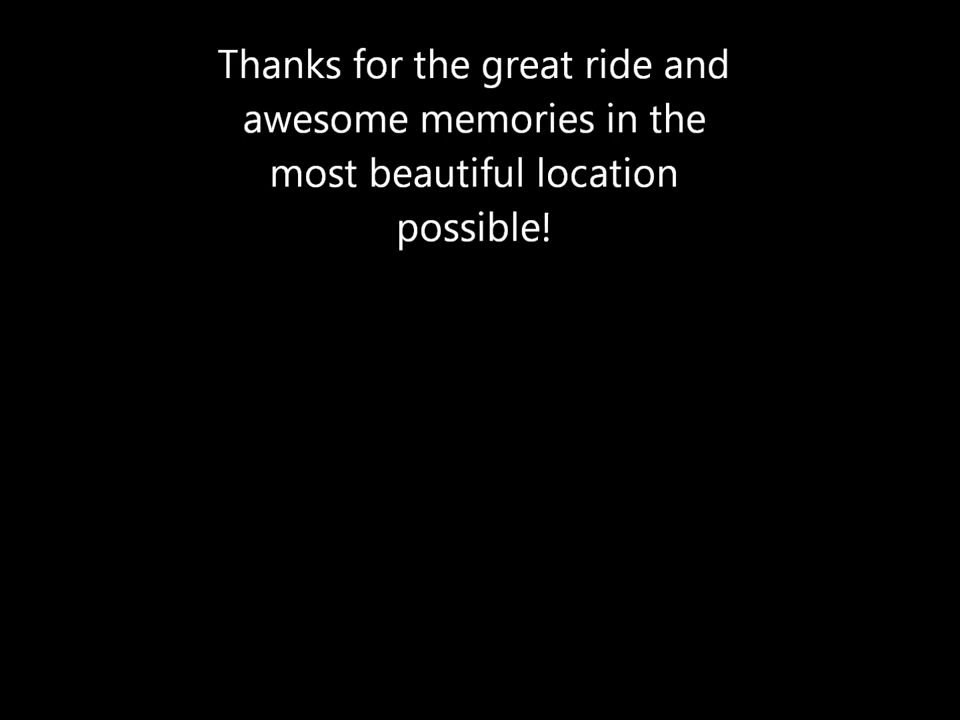 Thanks for the great ride and
awesome memories in the
most beautiful location
possible!